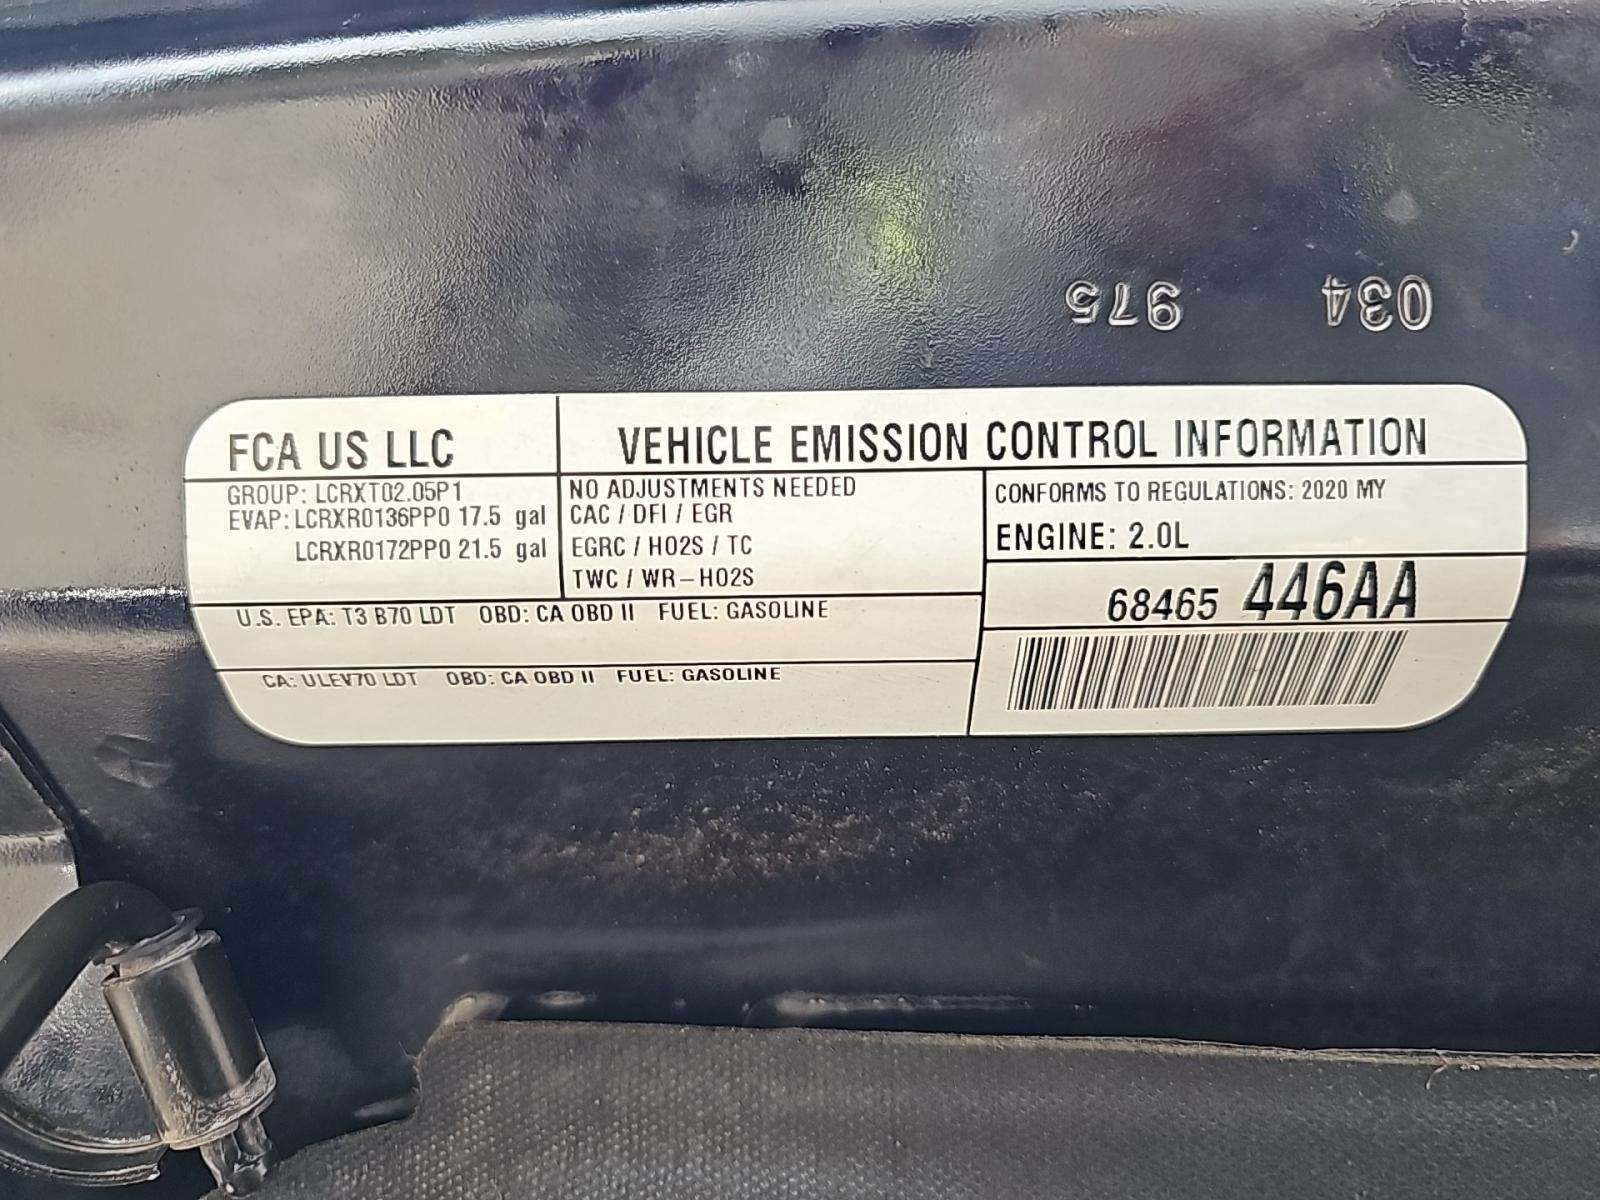 975 034
FCA US LLC
VEHICLE EMISSION CONTROL INFORMATION
GROUP: LCRXT02.05P1
EVAP: LCRXR0136PP0 17.5 gal
LCRXR0172PP0 21.5 gal
NO ADJUSTMENTS NEEDED
CAC / DFI / EGR
EGRC / HO2S / TC
TWC / WR-HO2S
CONFORMS TO REGULATIONS: 2020 MY
ENGINE: 2.0L
68465 446AA
U.S. EPA: T3 B70 LDT OBD: CA OBD II FUEL: GASOLINE
CA: ULEV70 LDT OBD: CA OBD II FUEL: GASOLINE